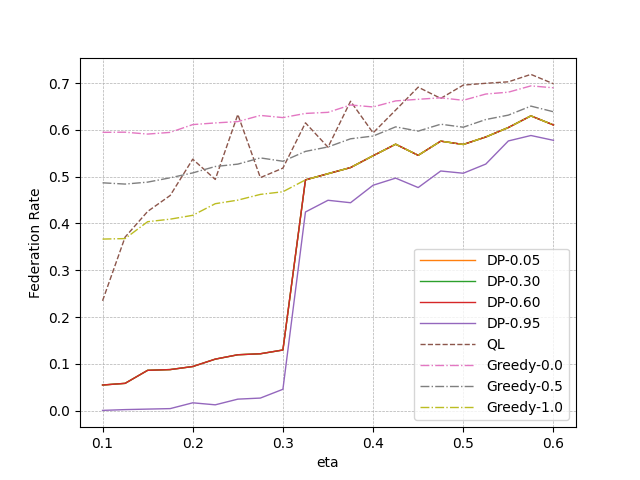 Federation Rate
0.7
0.6
0.5
0.4
0.3
0.2
0.1
0.0
DP-0.05
DP-0.30
DP-0.60
DP-0.95
QL
Greedy-0.0
Greedy-0.5
Greedy-1.0
0.1 0.2 0.3 0.4 0.5 0.6
eta